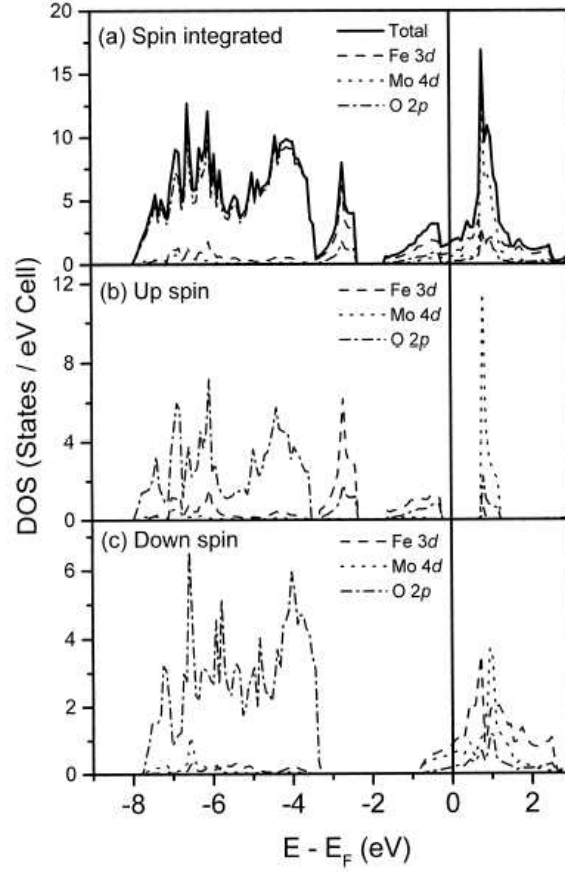 20
(a) Spin integrated
Total
Fe 3d
Mo 4d
O 2p
15
10
5
0
12
(b) Up spin
Fe 3d
Mo 4d
O 2p
8
4
0
DOS (States / eV Cell)
(c) Down spin
Fe 3d
Mo 4d
O 2p
6
4
2
0
-8 -6 -4 -2 0 2
E - EF (eV)